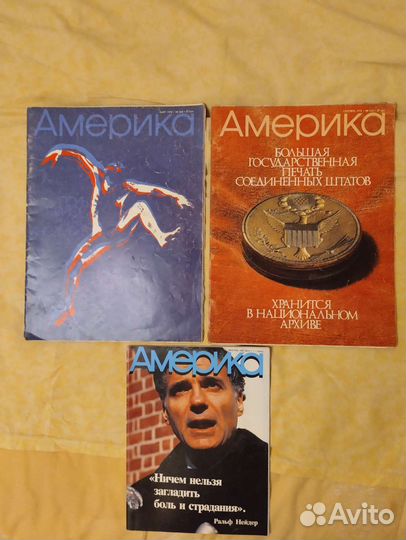 Америка
Америка
БОЛЬШАЯ
ГОСУДАРСТВЕННАЯ
ПЕЧАТЬ
СОЕДИНЕННЫХ ШТАТОВ
ХРАНИТСЯ
В НАЦИОНАЛЬНОМ
АРХИВЕ
Америка
«Ничем нельзя
загладить
боль и страдания».
Ральф Нейдер
Avito